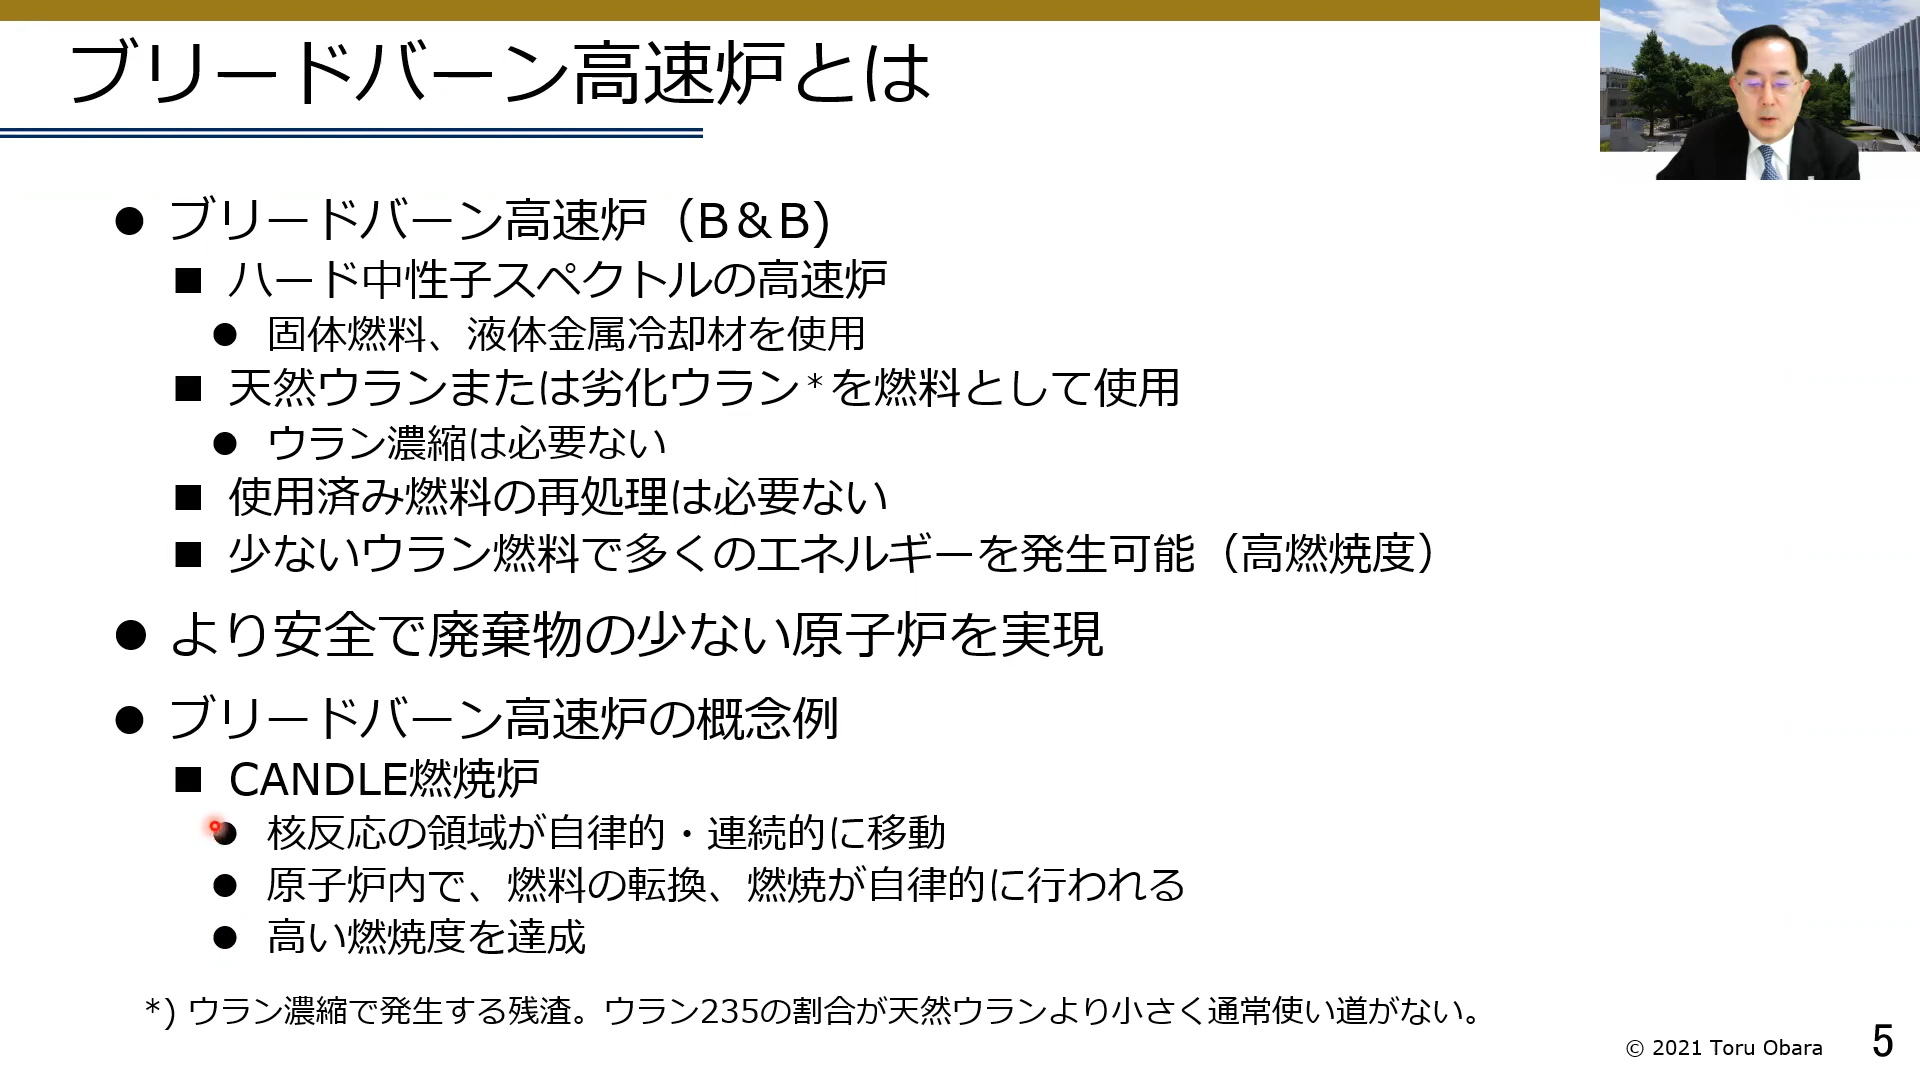 ブリードバーン高速炉とは
ブリードバーン高速炉（B＆B)
ハード中性子スペクトルの高速炉
固体燃料、液体金属冷却材を使用
天然ウランまたは劣化ウラン*を燃料として使用
ウラン濃縮は必要ない
使用済み燃料の再処理は必要ない
少ないウラン燃料で多くのエネルギーを発生可能（高燃焼度）
より安全で廃棄物の少ない原子炉を実現
ブリードバーン高速炉の概念例
CANDLE燃焼炉
核反応の領域が自律的・連続的に移動
原子炉内で、燃料の転換、燃焼が自律的に行われる
高い燃焼度を達成
*) ウラン濃縮で発生する残渣。ウラン235の割合が天然ウランより小さく通常使い道がない。
© 2021 Toru Obara
5